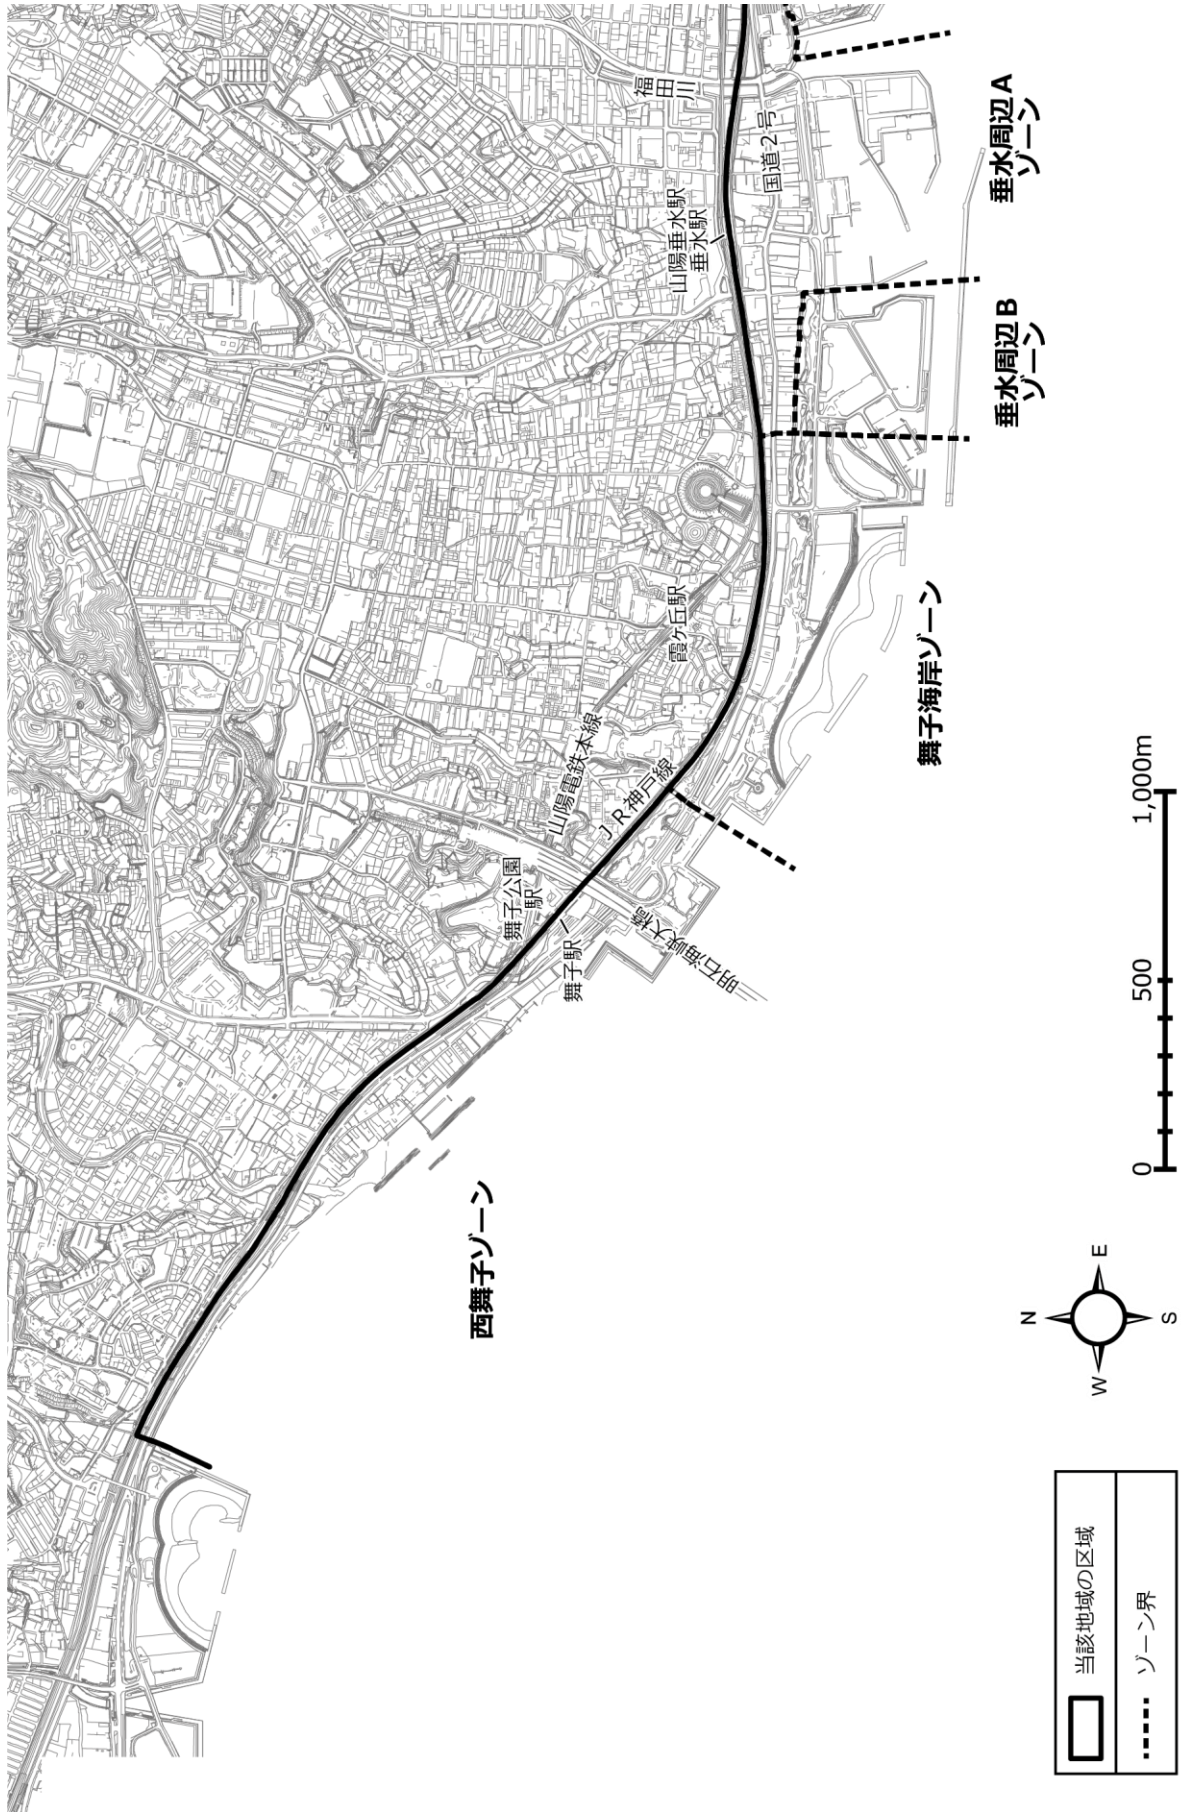 福田川
国道2号
垂水周辺A
ゾーン
山陽垂水駅
垂水駅
垂水周辺B
ゾーン
霞ヶ丘駅
舞子海岸ゾーン
山陽電鉄本線
JR神戸線
舞子公園
駅
舞子駅
明石海峡大橋
西舞子ゾーン
0
500
1,000m
N
W
E
S
当該地域の区域
ゾーン界